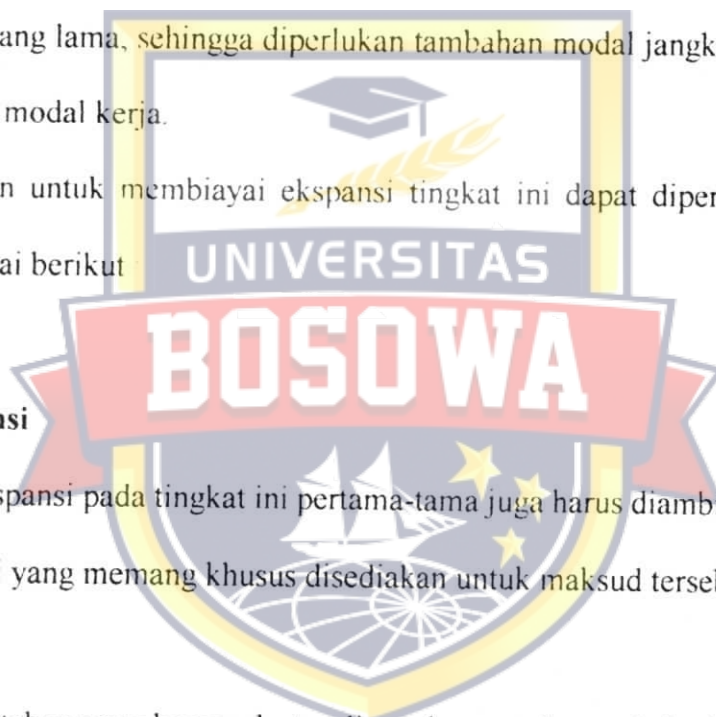 ang lama, sehingga diperlukan tambahan modal jangk
modal kerja.
n untuk membiayai ekspansi tingkat ini dapat diper
ai berikut
UNIVERSITAS
BOSOWA
nsi
spansi pada tingkat ini pertama-tama juga harus diamb
yang memang khusus disediakan untuk maksud terse